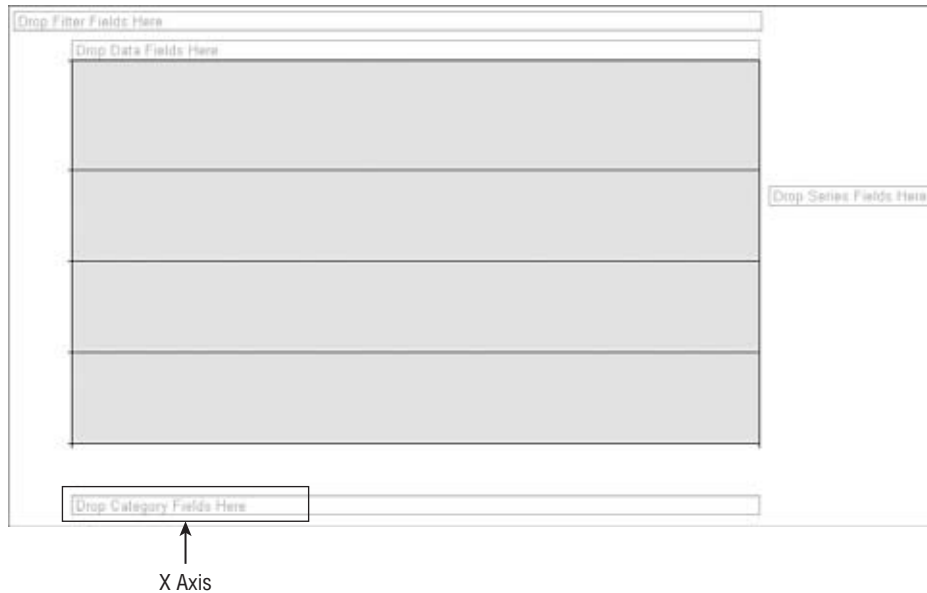 Drop Filter Fields Here
Drop Data Fields Here
Drop Series Fields Here
Drop Category Fields Here
X Axis